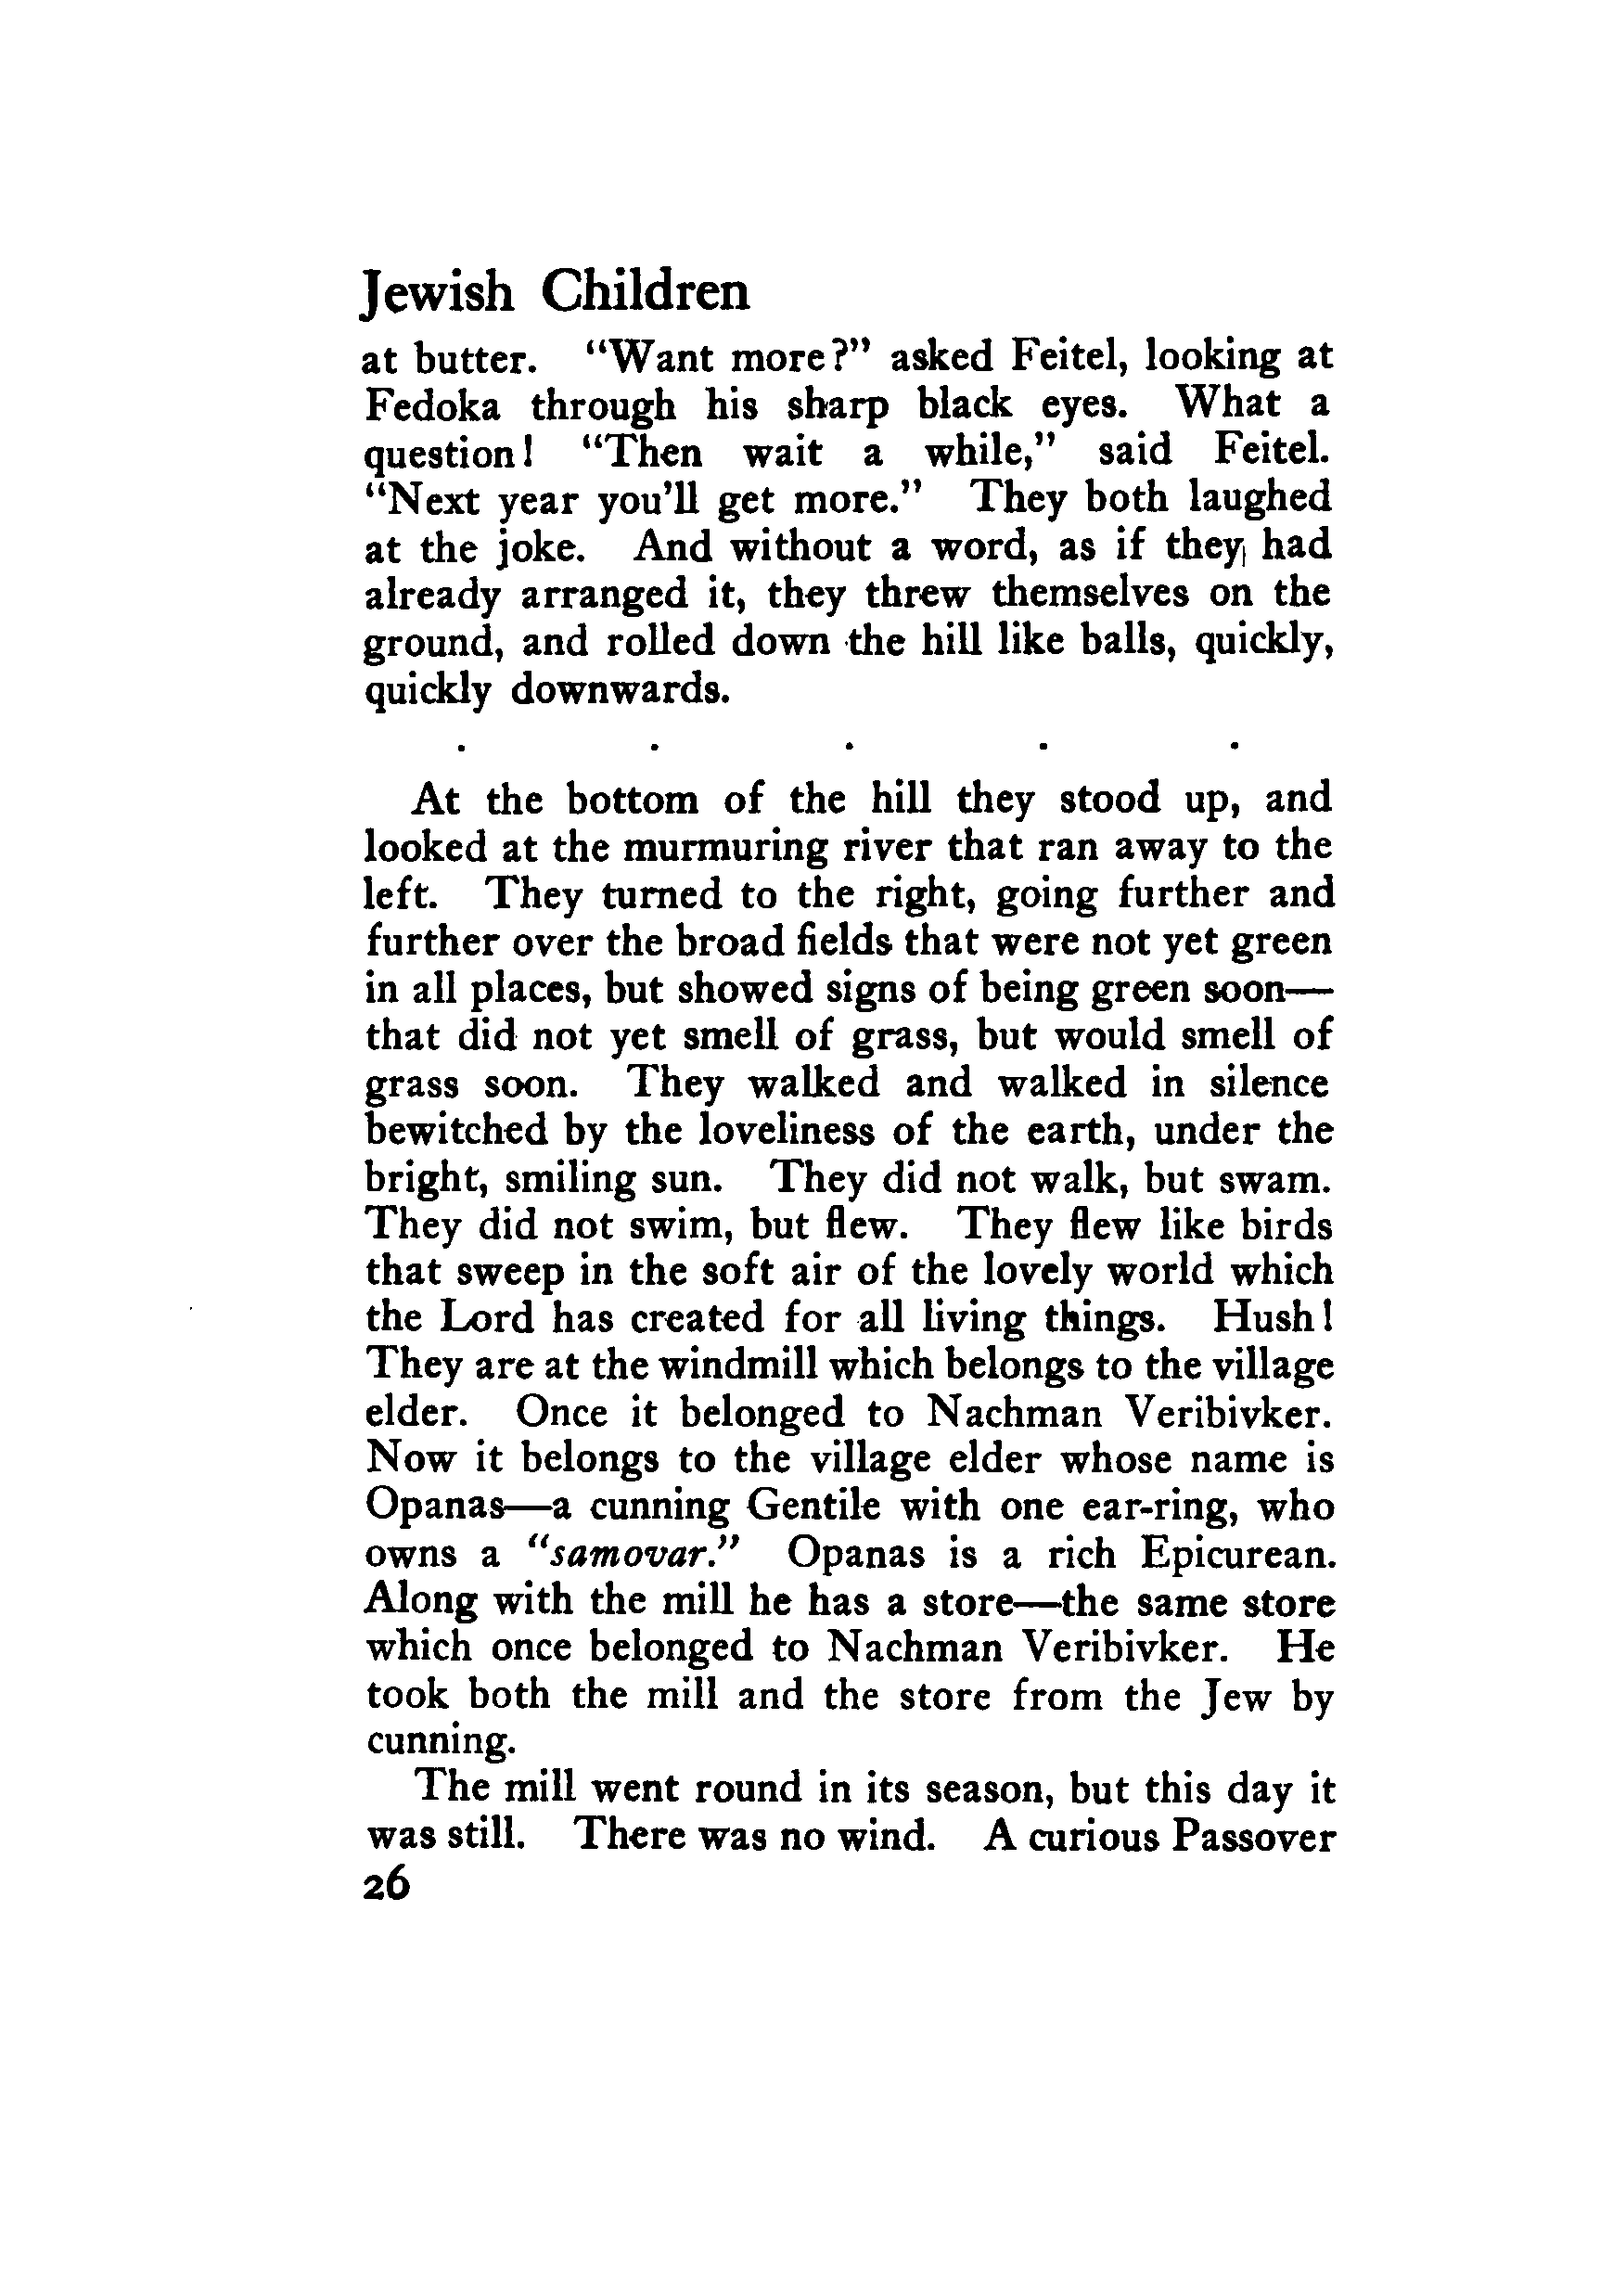 Jewish Children
at butter. "Want more?" asked Feitel, looking at
Fedoka through his sharp black eyes. What a
question! "Then wait a while," said Feitel.
"Next year you'll get more." They both laughed
at the joke. And without a word, as if they had
already arranged it, they threw themselves on the
ground, and rolled down the hill like balls, quickly,
quickly downwards.
. . . . .
At the bottom of the hill they stood up, and
looked at the murmuring river that ran away to the
left. They turned to the right, going further and
further over the broad fields that were not yet green
in all places, but showed signs of being green soon—
that did not yet smell of grass, but would smell of
grass soon. They walked and walked in silence
bewitched by the loveliness of the earth, under the
bright, smiling sun. They did not walk, but swam.
They did not swim, but flew. They flew like birds
that sweep in the soft air of the lovely world which
the Lord has created for all living things. Hush!
They are at the windmill which belongs to the village
elder. Once it belonged to Nachman Veribivker.
Now it belongs to the village elder whose name is
Opanas—a cunning Gentile with one ear-ring, who
owns a "samovar." Opanas is a rich Epicurean.
Along with the mill he has a store—the same store
which once belonged to Nachman Veribivker. He
took both the mill and the store from the Jew by
cunning.
The mill went round in its season, but this day it
was still. There was no wind. A curious Passover
26